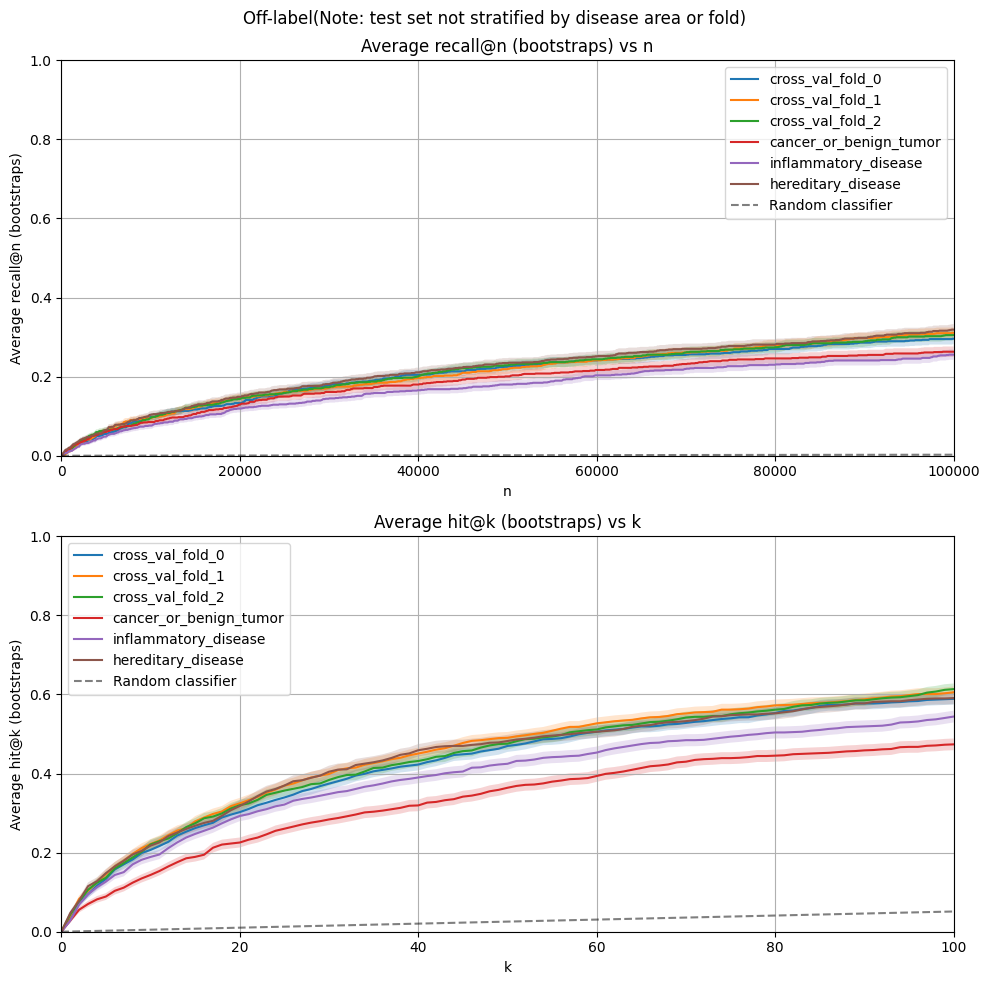 Off-label(Note: test set not stratified by disease area or fold)
Average recall@n (bootstraps) vs n
Average recall@n (bootstraps)
1.0
0.8
0.6
0.4
0.2
0.0
cross_val_fold_0
cross_val_fold_1
cross_val_fold_2
cancer_or_benign_tumor
inflammatory_disease
hereditary_disease
Random classifier
0 20000 40000 60000 80000 100000
n
Average hit@k (bootstraps) vs k
Average hit@k (bootstraps)
1.0
0.8
0.6
0.4
0.2
0.0
cross_val_fold_0
cross_val_fold_1
cross_val_fold_2
cancer_or_benign_tumor
inflammatory_disease
hereditary_disease
Random classifier
0 20 40 60 80 100
k